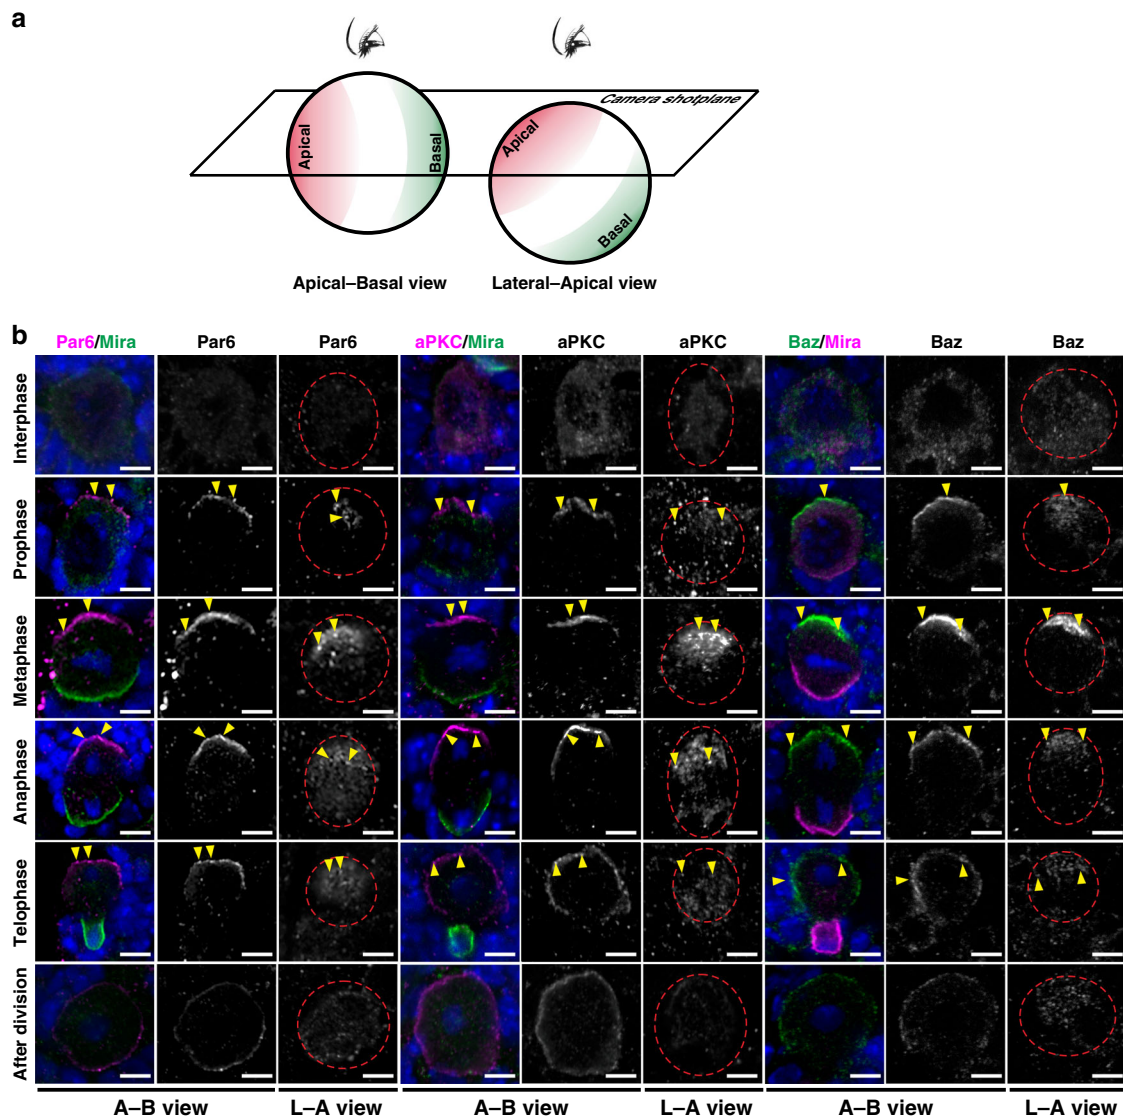 a
Camera shotplane
Apical
Basal
Apical
Basal
Apical–Basal view
Lateral–Apical view
b
Par6/Mira
Par6
Par6
aPKC/Mira
aPKC
aPKC
Baz/Mira
Baz
Baz
Interphase
Prophase
Metaphase
Anaphase
Telophase
After division
A–B view
L–A view
A–B view
L–A view
A–B view
L–A view